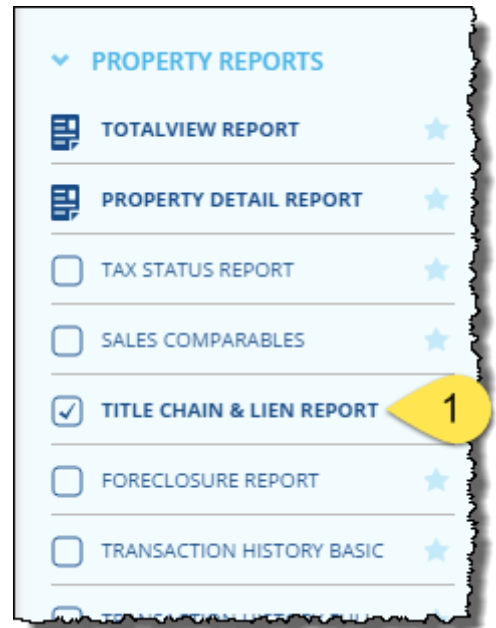 PROPERTY REPORTS
TOTALVIEW REPORT
PROPERTY DETAIL REPORT
TAX STATUS REPORT
SALES COMPARABLES
TITLE CHAIN & LIEN REPORT
1
FORECLOSURE REPORT
TRANSACTION HISTORY BASIC